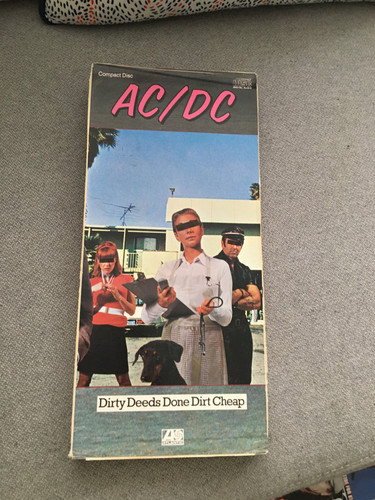 Compact Disc
AC/DC
Dirty Deeds Done Dirt Cheap